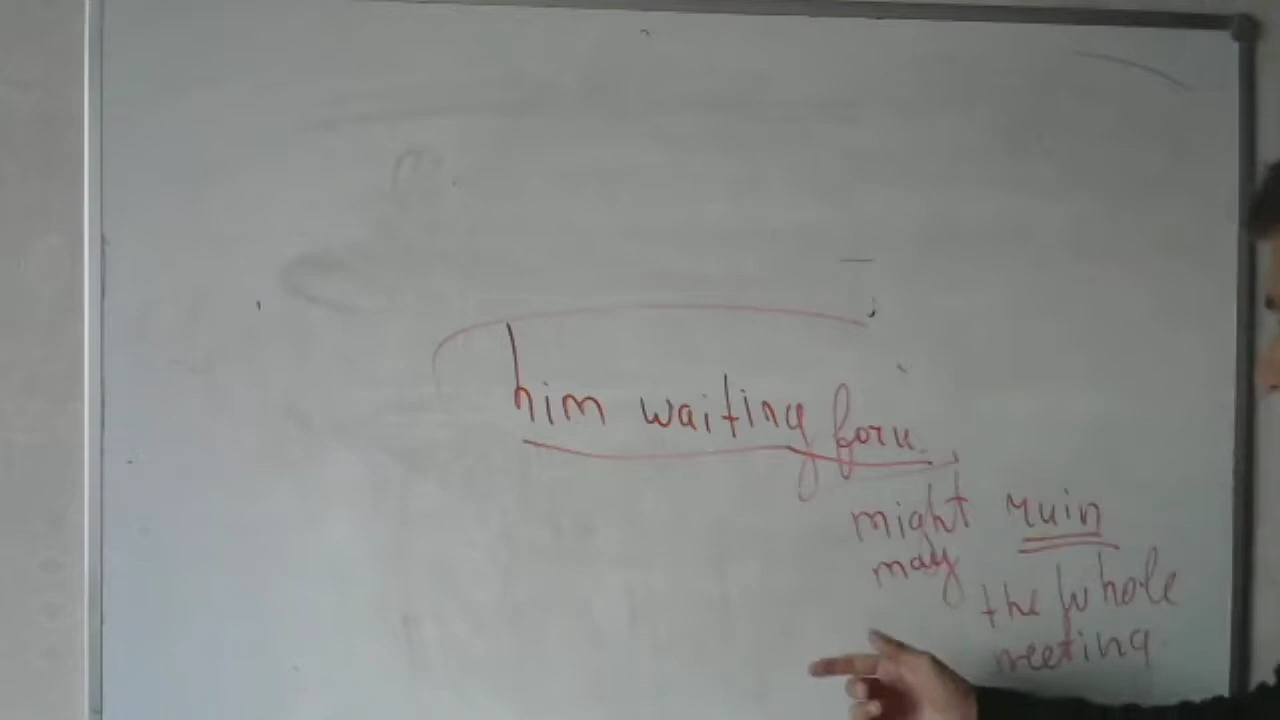 him waiting for u
might ruin
may
the whole
meeting